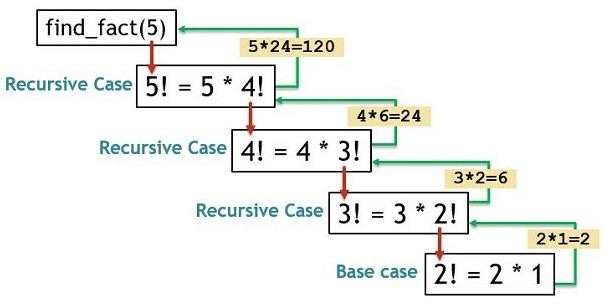 find_fact(5)
5*24=120
Recursive Case
5! = 5 * 4!
4*6=24
Recursive Case
4! = 4 * 3!
3*2=6
Recursive Case
3! = 3 * 2!
2*1=2
Base case
2! = 2 * 1